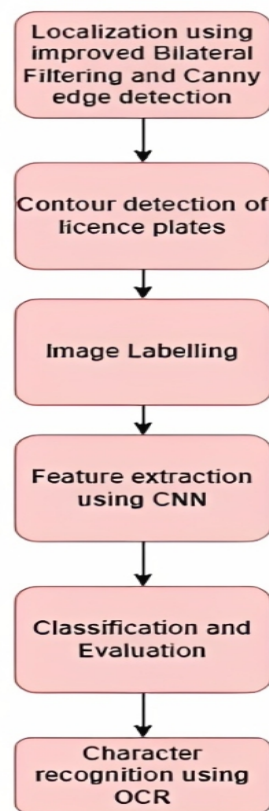 Localization using
improved Bilateral
Filtering and Canny
edge detection
Contour detection of
licence plates
Image Labelling
Feature extraction
using CNN
Classification and
Evaluation
Character
recognition using
OCR